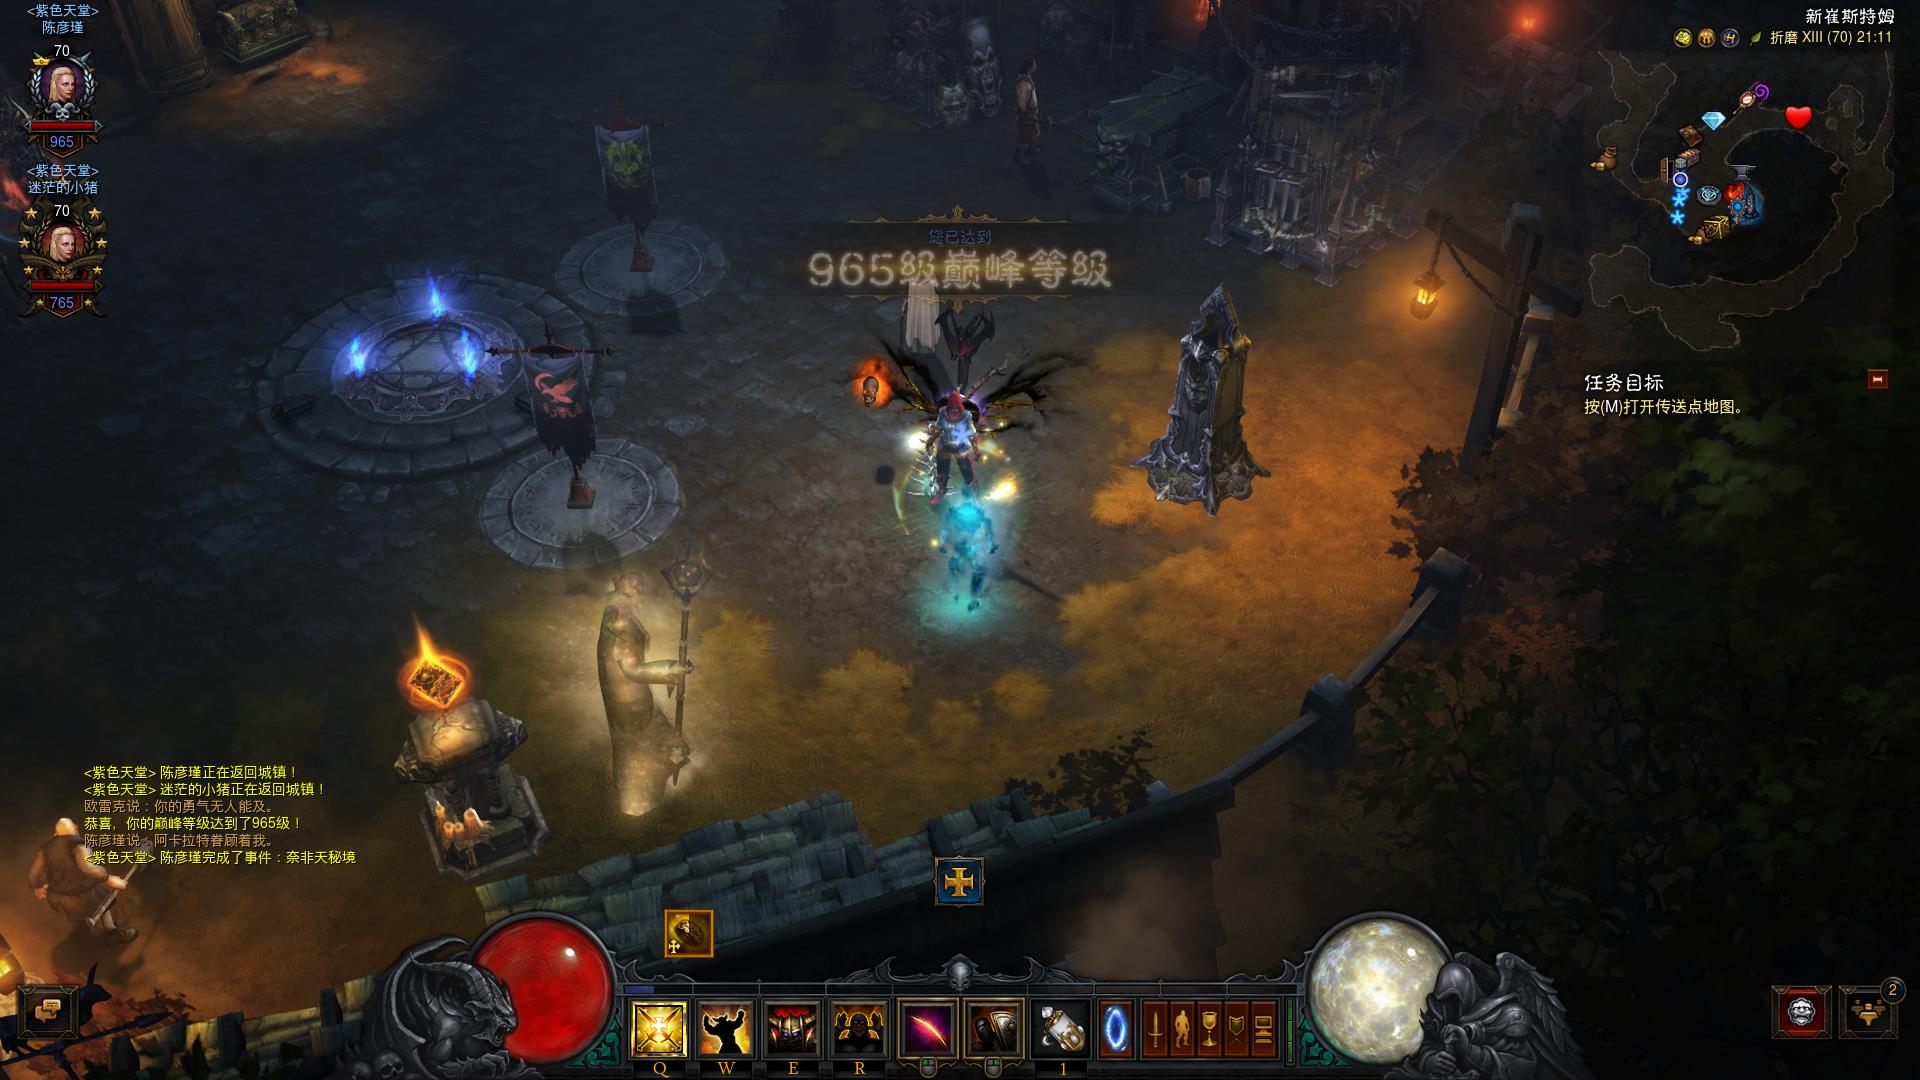 <紫色天堂>
陈彦瑾
70
965
<紫色天堂>
迷茫的小猪
70
765
新崔斯特姆
折磨 XIII (70) 21:11
您已达到
965级巅峰等级
任务目标
按(M)打开传送点地图。
<紫色天堂> 陈彦瑾正在返回城镇！
<紫色天堂> 迷茫的小猪正在返回城镇！
欧雷克说：你的勇气无人能及。
恭喜，你的巅峰等级达到了965级！
陈彦瑾说：阿卡拉特眷顾着我。
<紫色天堂> 陈彦瑾完成了事件：奈非天秘境
2
Q W E R 1